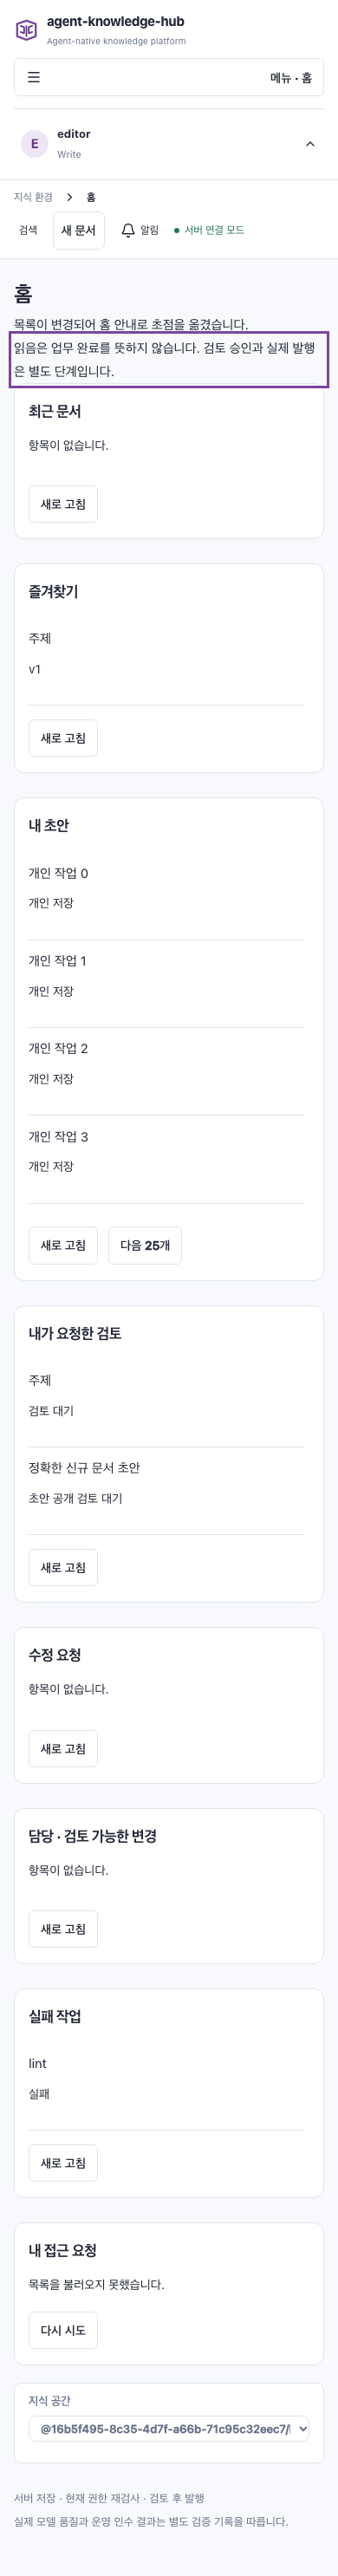 agent-knowledge-hub
Agent-native knowledge platform
메뉴 · 홈
E
editor
Write
지식 환경
홈
검색
새 문서
알림
서버 연결 모드
홈
목록이 변경되어 홈 안내로 초점을 옮겼습니다.
읽음은 업무 완료를 뜻하지 않습니다. 검토 승인과 실제 발행
은 별도 단계입니다.
최근 문서
항목이 없습니다.
새로 고침
즐겨찾기
주제
v1
새로 고침
내 초안
개인 작업 0
개인 저장
개인 작업 1
개인 저장
개인 작업 2
개인 저장
개인 작업 3
개인 저장
새로 고침
다음 25개
내가 요청한 검토
주제
검토 대기
정확한 신규 문서 초안
초안 공개 검토 대기
새로 고침
수정 요청
항목이 없습니다.
새로 고침
담당 · 검토 가능한 변경
항목이 없습니다.
새로 고침
실패 작업
lint
실패
새로 고침
내 접근 요청
목록을 불러오지 못했습니다.
다시 시도
지식 공간
@16b5f495-8c35-4d7f-a66b-71c95c32eec7/
서버 저장 · 현재 권한 재검사 · 검토 후 발행
실제 모델 품질과 운영 인수 결과는 별도 검증 기록을 따릅니다.